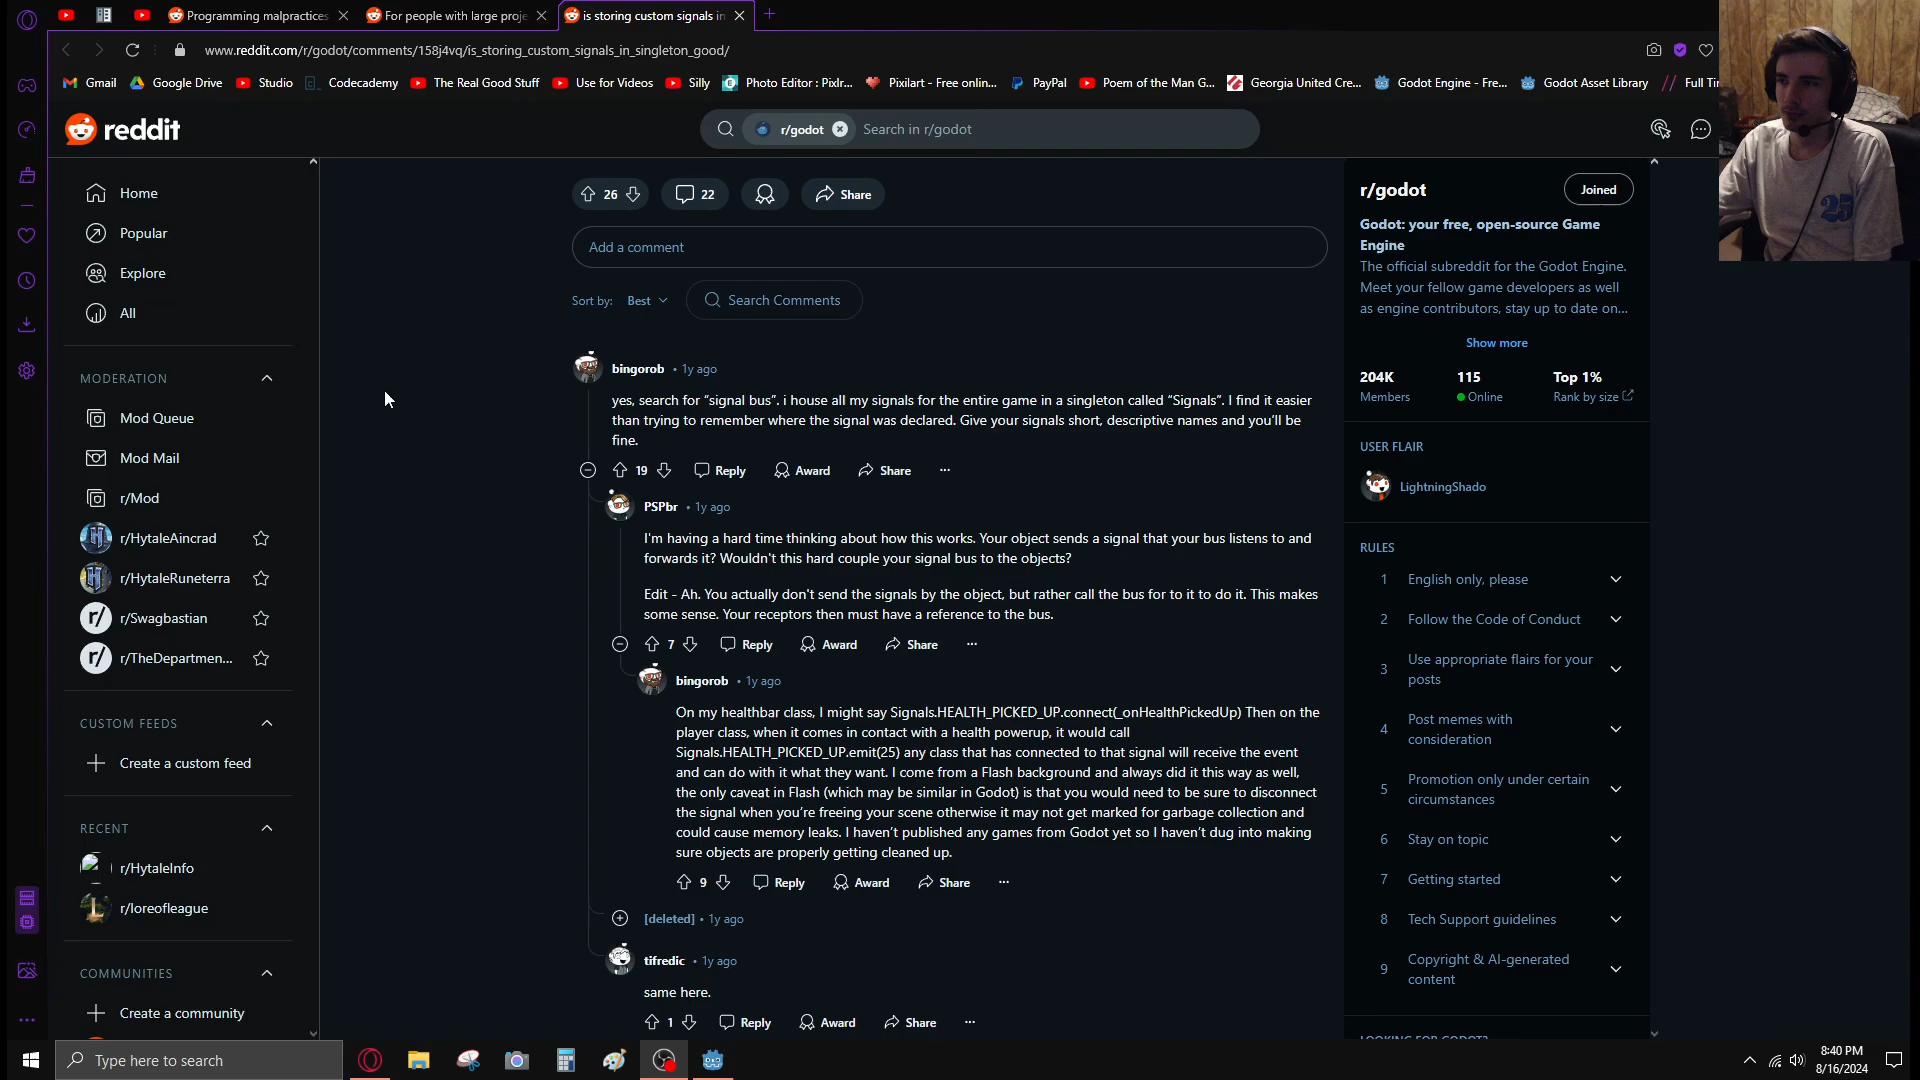 Programming malpractices
For people with large proje
is storing custom signals in
www.reddit.com/r/godot/comments/158j4vq/is_storing_custom_signals_in_singleton_good/
Gmail
Google Drive
Studio
Codecademy
The Real Good Stuff
Use for Videos
Silly
Photo Editor : Pixlr...
Pixilart - Free onlin...
PayPal
Poem of the Man G...
Georgia United Cre...
Godot Engine - Fre...
Godot Asset Library
Full Ti
reddit
r/godot
Search in r/godot
Home
Popular
Explore
All
MODERATION
Mod Queue
Mod Mail
r/Mod
r/HytaleAincrad
r/HytaleRuneterra
r/Swagbastian
r/TheDepartmen...
CUSTOM FEEDS
Create a custom feed
RECENT
r/HytaleInfo
r/loreofleague
COMMUNITIES
Create a community
26
22
Share
Add a comment
Sort by: Best
Search Comments
bingorob • 1y ago
yes, search for “signal bus”. i house all my signals for the entire game in a singleton called “Signals”. I find it easier
than trying to remember where the signal was declared. Give your signals short, descriptive names and you’ll be
fine.
19 Reply Award Share ...
PSPbr • 1y ago
I'm having a hard time thinking about how this works. Your object sends a signal that your bus listens to and
forwards it? Wouldn't this hard couple your signal bus to the objects?
Edit - Ah. You actually don't send the signals by the object, but rather call the bus for to it to do it. This makes
some sense. Your receptors then must have a reference to the bus.
7 Reply Award Share ...
bingorob • 1y ago
On my healthbar class, I might say Signals.HEALTH_PICKED_UP.connect(_onHealthPickedUp) Then on the
player class, when it comes in contact with a health powerup, it would call
Signals.HEALTH_PICKED_UP.emit(25) any class that has connected to that signal will receive the event
and can do with it what they want. I come from a Flash background and always did it this way as well,
the only caveat in Flash (which may be similar in Godot) is that you would need to be sure to disconnect
the signal when you’re freeing your scene otherwise it may not get marked for garbage collection and
could cause memory leaks. I haven’t published any games from Godot yet so I haven’t dug into making
sure objects are properly getting cleaned up.
9 Reply Award Share ...
[deleted] • 1y ago
tifredic • 1y ago
same here.
1 Reply Award Share ...
r/godot
Joined
Godot: your free, open-source Game
Engine
The official subreddit for the Godot Engine.
Meet your fellow game developers as well
as engine contributors, stay up to date on...
Show more
204K 115 Top 1%
Members Online Rank by size
USER FLAIR
LightningShado
RULES
1 English only, please
2 Follow the Code of Conduct
3 Use appropriate flairs for your
posts
4 Post memes with
consideration
5 Promotion only under certain
circumstances
6 Stay on topic
7 Getting started
8 Tech Support guidelines
9 Copyright & AI-generated
content
25
Type here to search
8:40 PM
8/16/2024